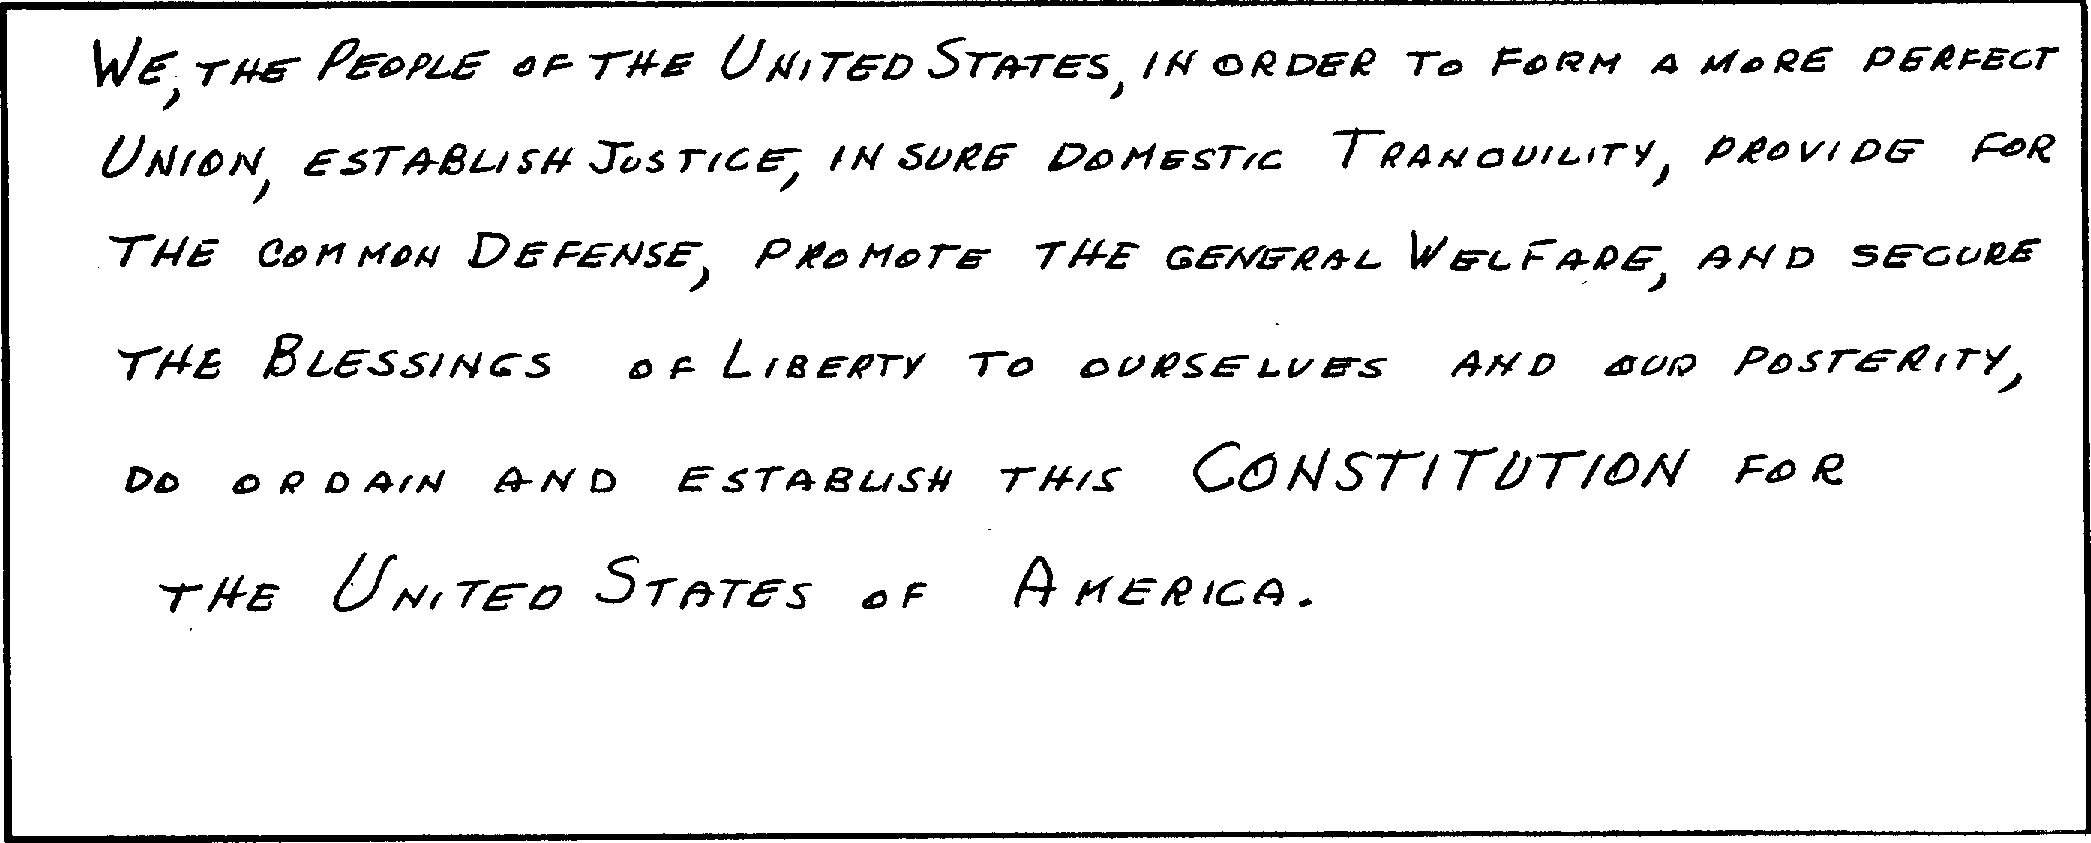 We, the People of the United States, in order to form a more perfect
Union, establish Justice, insure domestic Tranquility, provide for
the common Defense, promote the general Welfare, and secure
the Blessings of Liberty to ourselves and our posterity,
do ordain and establish this CONSTITUTION for
the United States of America.